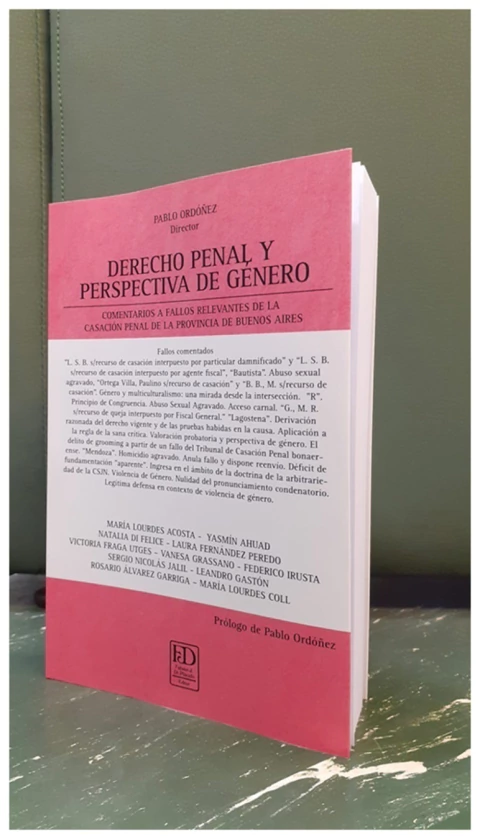 PABLO ORDÓÑEZ
Director
DERECHO PENAL Y
PERSPECTIVA DE GÉNERO
COMENTARIOS A FALLOS RELEVANTES DE LA
CASACIÓN PENAL DE LA PROVINCIA DE BUENOS AIRES
Fallos comentados
"L. S. B. s/recurso de casación interpuesto por particular damnificado" y "L. S. B.
s/recurso de casación interpuesto por agente fiscal", "Bautista". Abuso sexual
agravado, "Ortega Villa, Paulino s/recurso de casación" y "B. B., M. s/recurso de
casación". Género y multiculturalismo: una mirada desde la intersección. "R".
Principio de Congruencia. Abuso Sexual Agravado. Acceso carnal. "G., M. R.
s/recurso de queja interpuesto por Fiscal General." "Lagostena". Derivación
razonada del derecho vigente y de las pruebas habidas en la causa. Aplicación a
la regla de la sana crítica. Valoración probatoria y perspectiva de género. El
delito de grooming a partir de un fallo del Tribunal de Casación Penal bonaer-
ense. "Mendoza". Homicidio agravado. Anula fallo y dispone reenvío. Déficit de
fundamentación "aparente". Ingresa en el ámbito de la doctrina de la arbitrarie-
dad de la CSJN. Violencia de Género. Nulidad del pronunciamiento condenatorio.
Legítima defensa en contexto de violencia de género.
MARÍA LOURDES ACOSTA - YASMÍN AHUAD
NATALIA DI FELICE - LAURA FERNÁNDEZ PEREDO
VICTORIA FRAGA UTGES - VANESA GRASSANO - FEDERICO IRUSTA
SERGIO NICOLÁS JALIL - LEANDRO GASTÓN
ROSARIO ÁLVAREZ GARRIGA - MARÍA LOURDES COLL
Prólogo de Pablo Ordóñez
FD
Editor